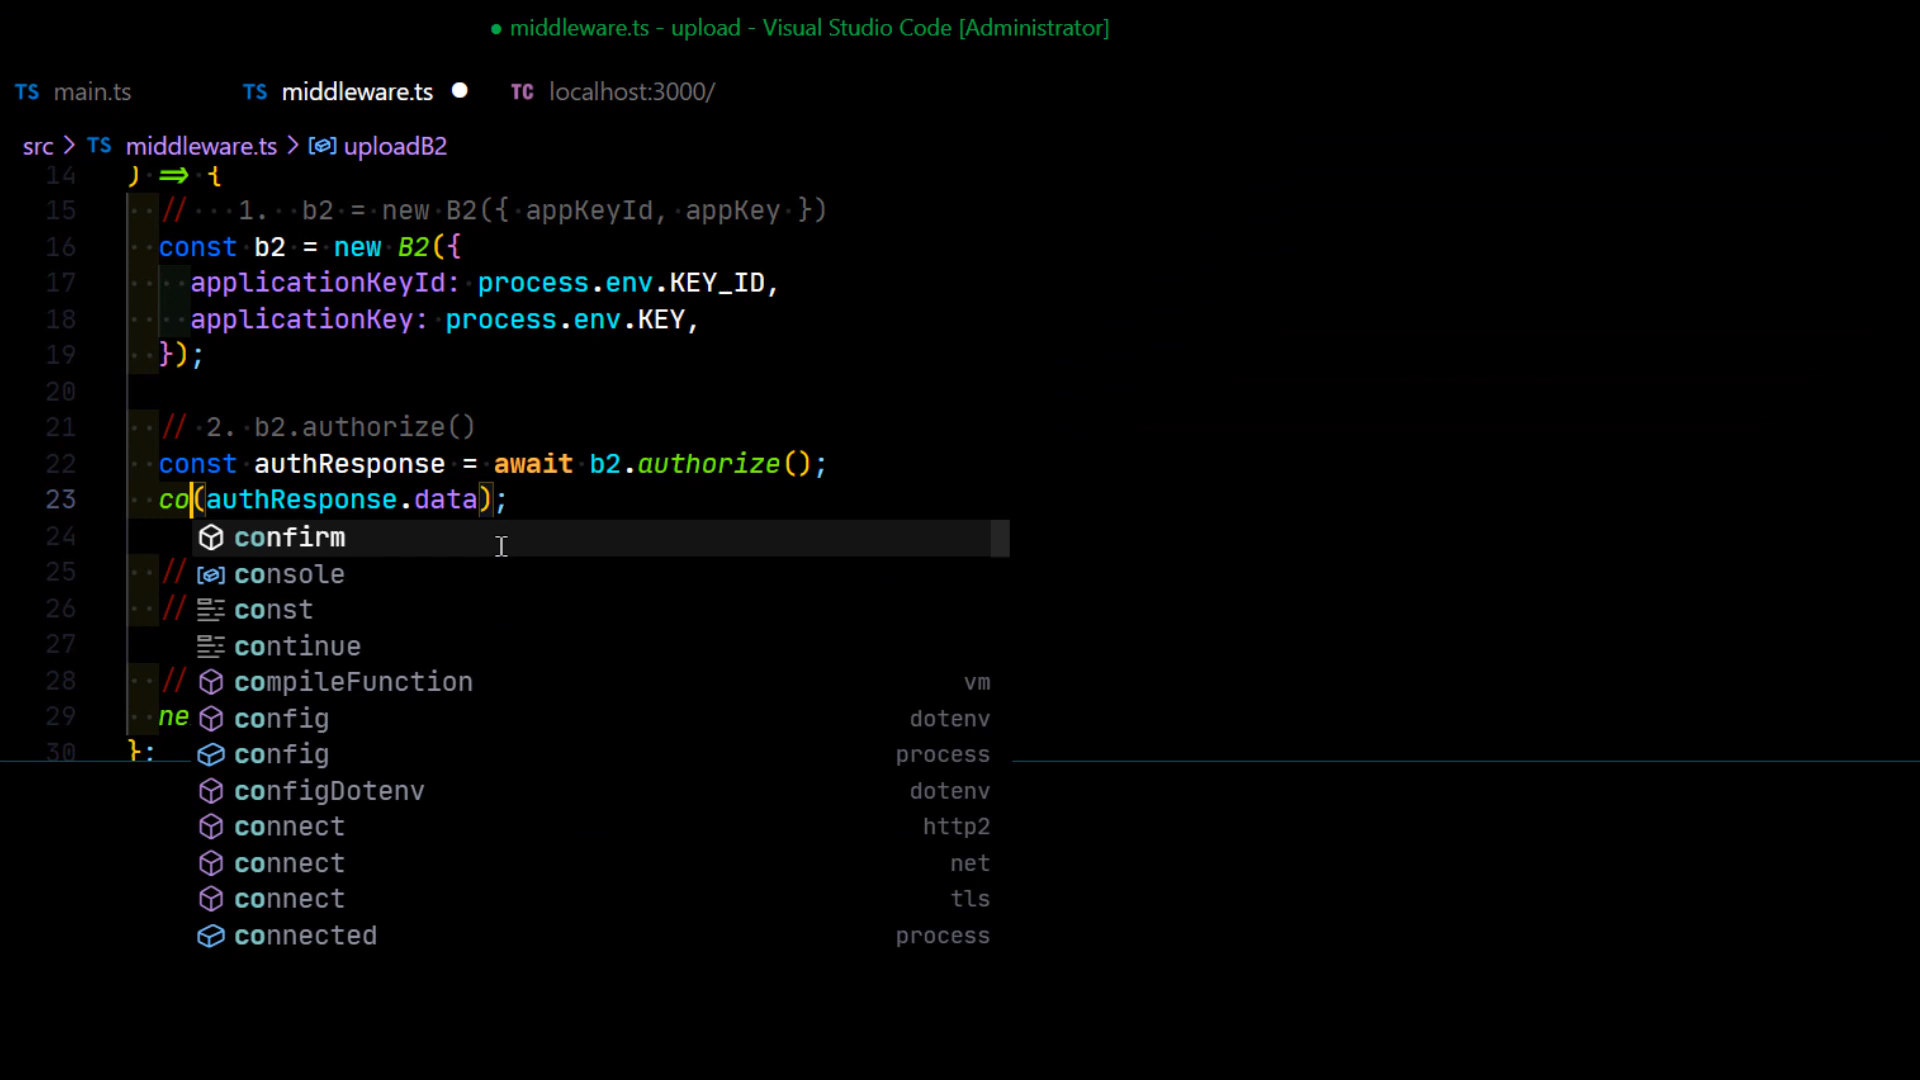 ● middleware.ts - upload - Visual Studio Code [Administrator]
TS main.ts TS middleware.ts ● TC localhost:3000/
src > TS middleware.ts > uploadB2
14 ) => {
15 // 1. b2 = new B2({ appKeyId, appKey })
16 const b2 = new B2({
17 applicationKeyId: process.env.KEY_ID,
18 applicationKey: process.env.KEY,
19 });
20
21 // 2. b2.authorize()
22 const authResponse = await b2.authorize();
23 co(authResponse.data);
24 confirm
25 // console
26 // const
27 continue
28 // compileFunction vm
29 ne config dotenv
30 }; config process
configDotenv dotenv
connect http2
connect net
connect tls
connected process